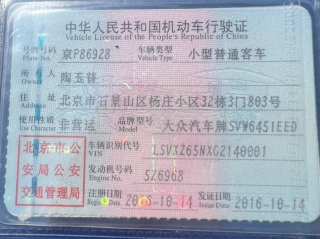 中华人民共和国机动车行驶证
Vehicle License of the People's Republic of China
号牌号码 京P86928 车辆类型 小型普通客车
Plate No. Vehicle Type
所有人 陶玉普
Owner
住址 北京市石景山区杨庄小区32栋3门803号
Address
使用性质 非营运 品牌型号 大众汽车牌SVW6451EED
Use Character Model
北京市公安局公安交通管理局
车辆识别代号 LSVX265NXG2140001
VIN
发动机号码 526968
Engine No.
注册日期 2016-10-14 发证日期 2016-10-14
Register Date Issue Date